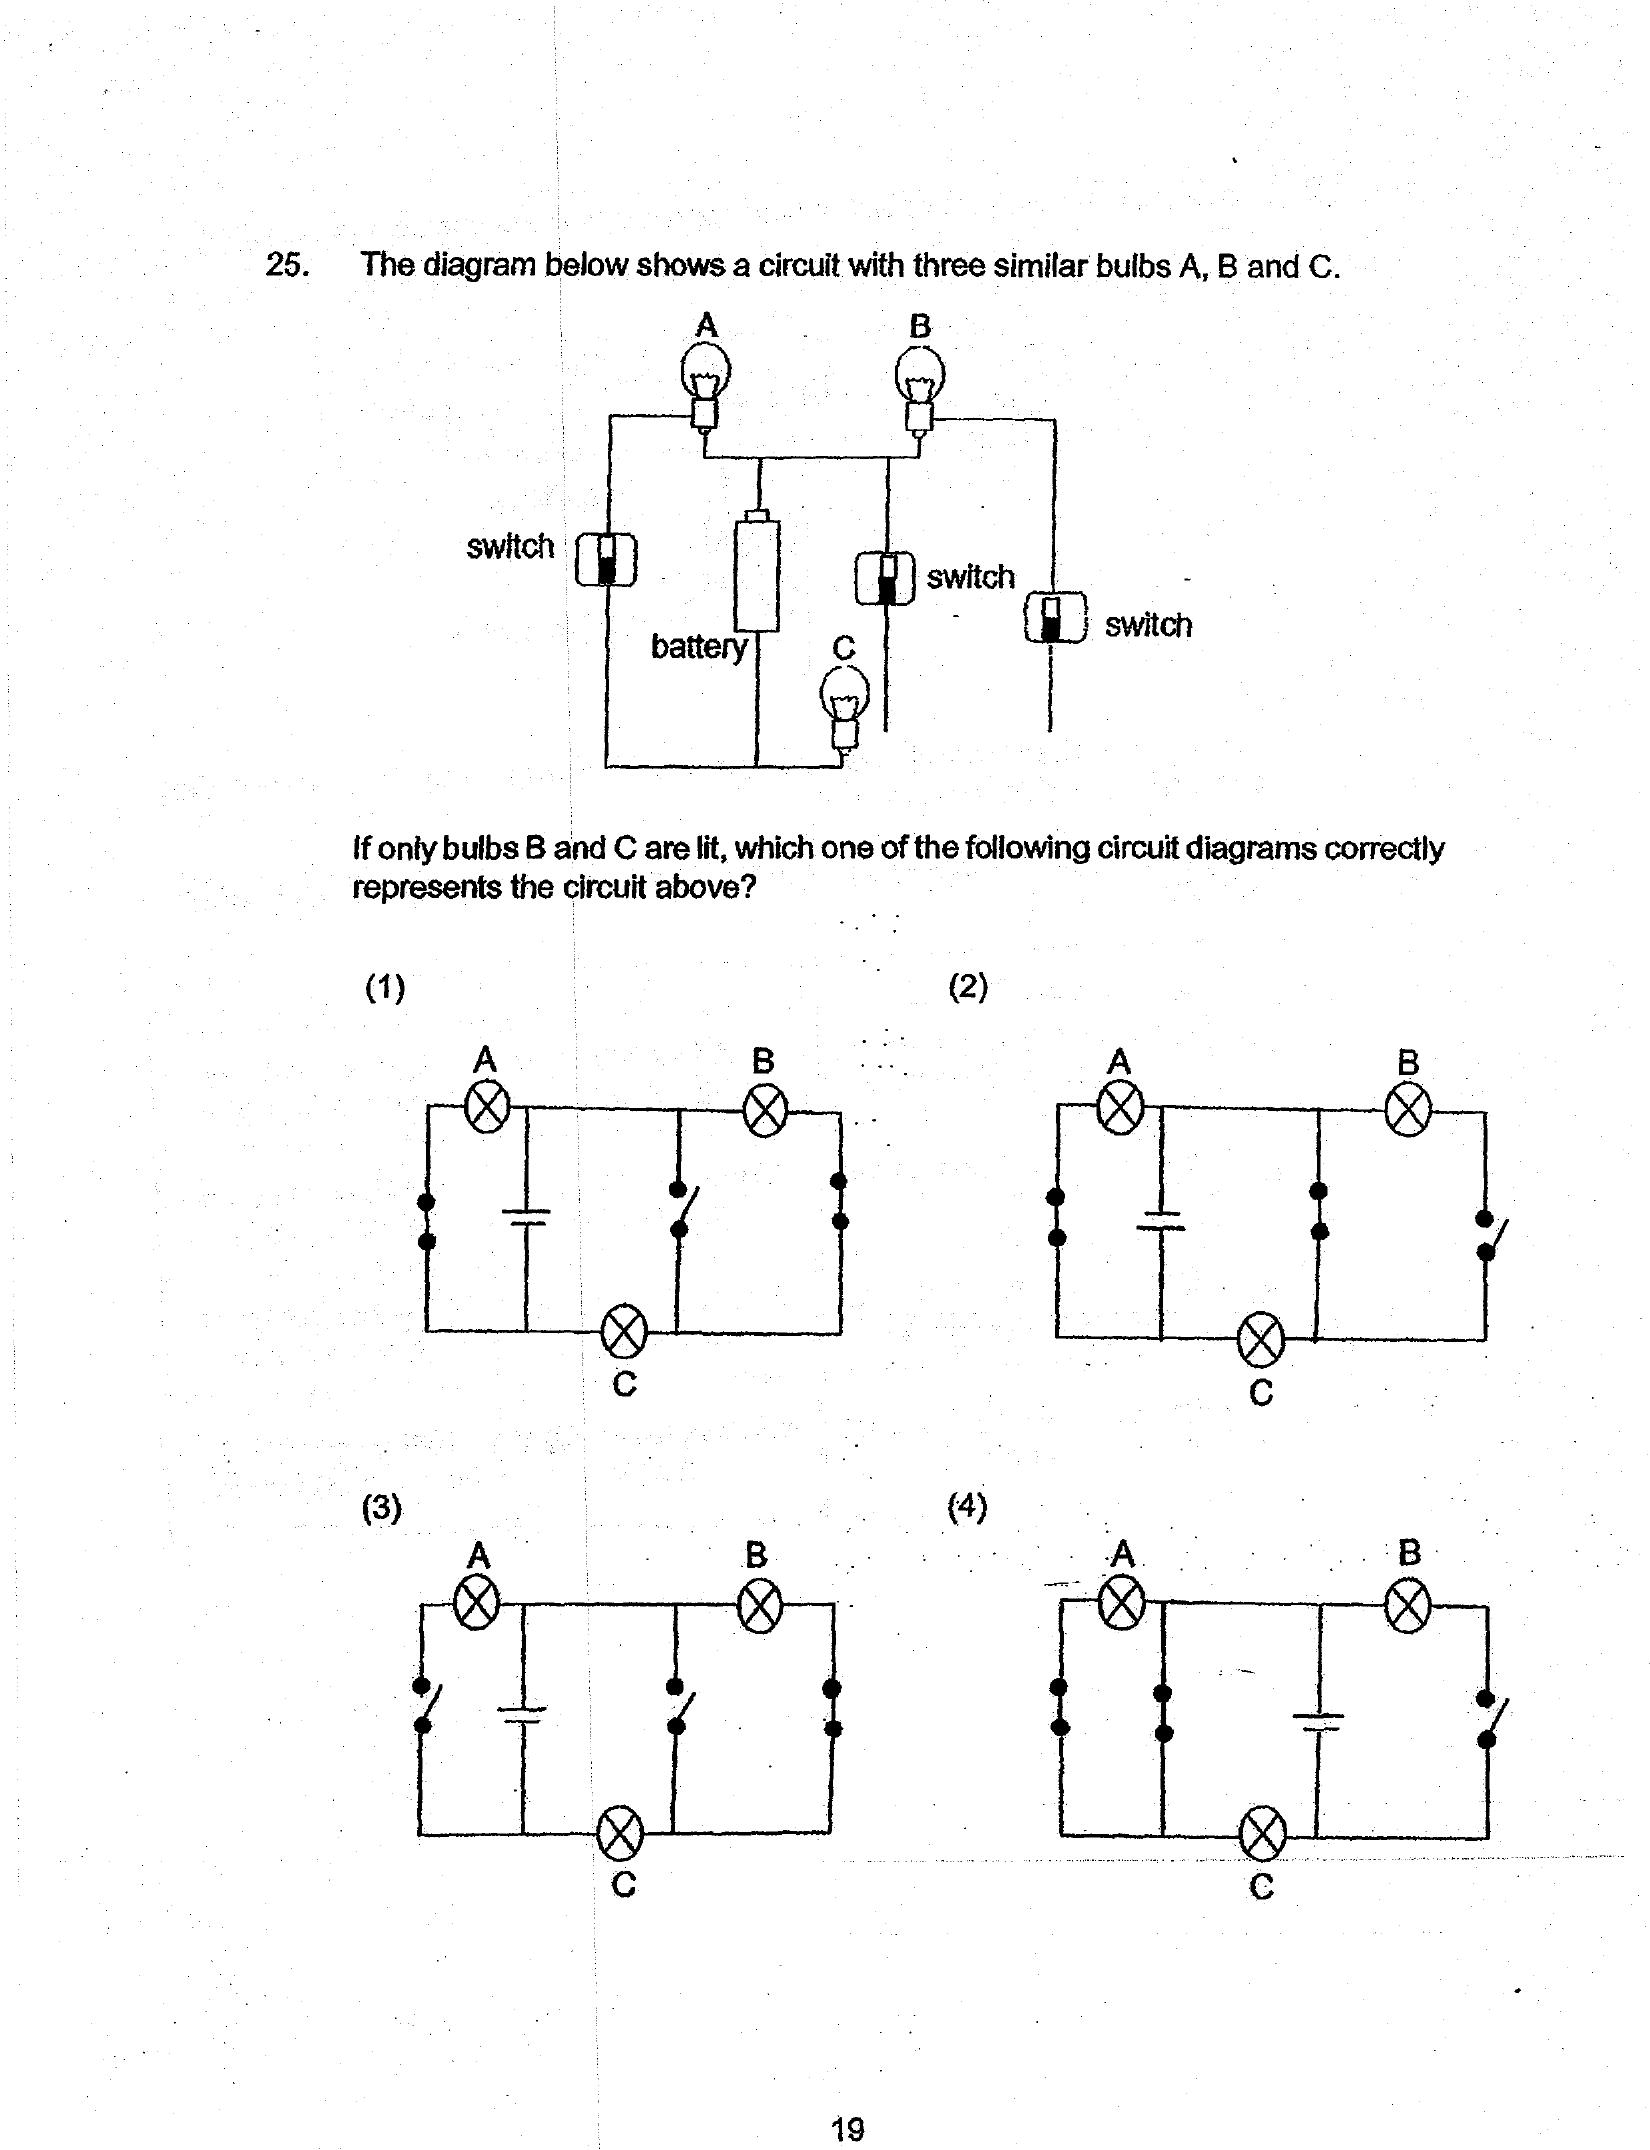 25. The diagram below shows a circuit with three similar bulbs A, B and C.
A B
switch
switch
switch
battery C
If only bulbs B and C are lit, which one of the following circuit diagrams correctly
represents the circuit above?
(1) (2)
A B A B
C C
(3) (4)
A B A B
C C
19